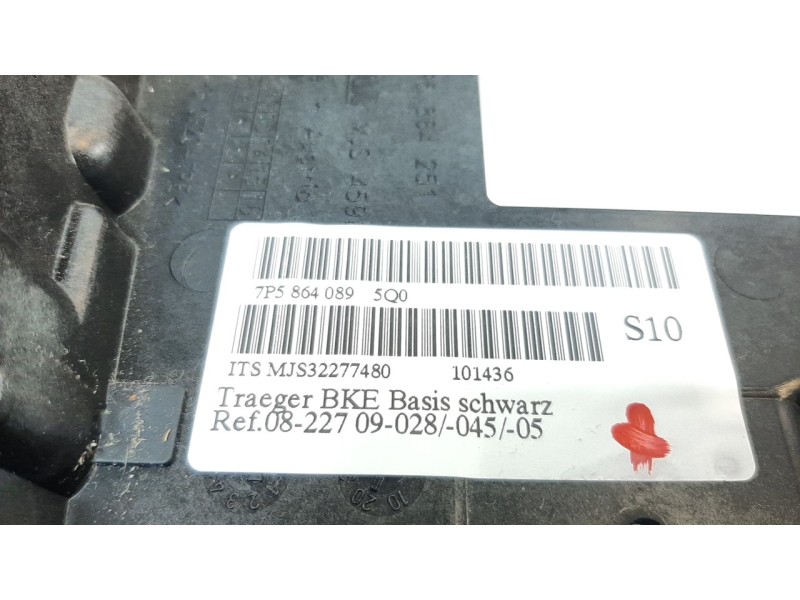 251
7P5 864 089 5Q0
S10
ITS MJS32277480 101436
Traeger BKE Basis schwarz
Ref.08-227 09-028/-045/-05